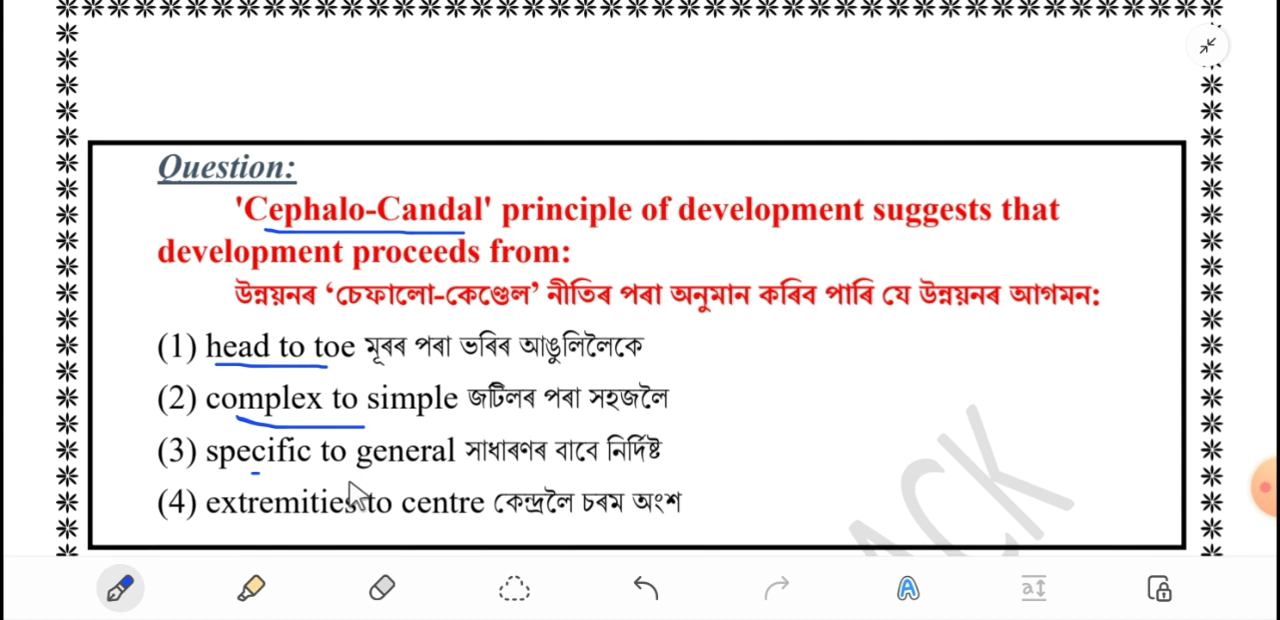 Question:
'Cephalo-Candal' principle of development suggests that
development proceeds from:
উন্নয়নৰ ‘চেফালো-কেণ্ডেল’ নীতিৰ পৰা অনুমান কৰিব পাৰি যে উন্নয়নৰ আগমন:
(1) head to toe মূৰৰ পৰা ভৰিৰ আঙুলিলৈকে
(2) complex to simple জটিলৰ পৰা সহজলৈ
(3) specific to general সাধাৰণৰ বাবে নিৰ্দিষ্ট
(4) extremities to centre কেন্দ্ৰলৈ চৰম অংশ